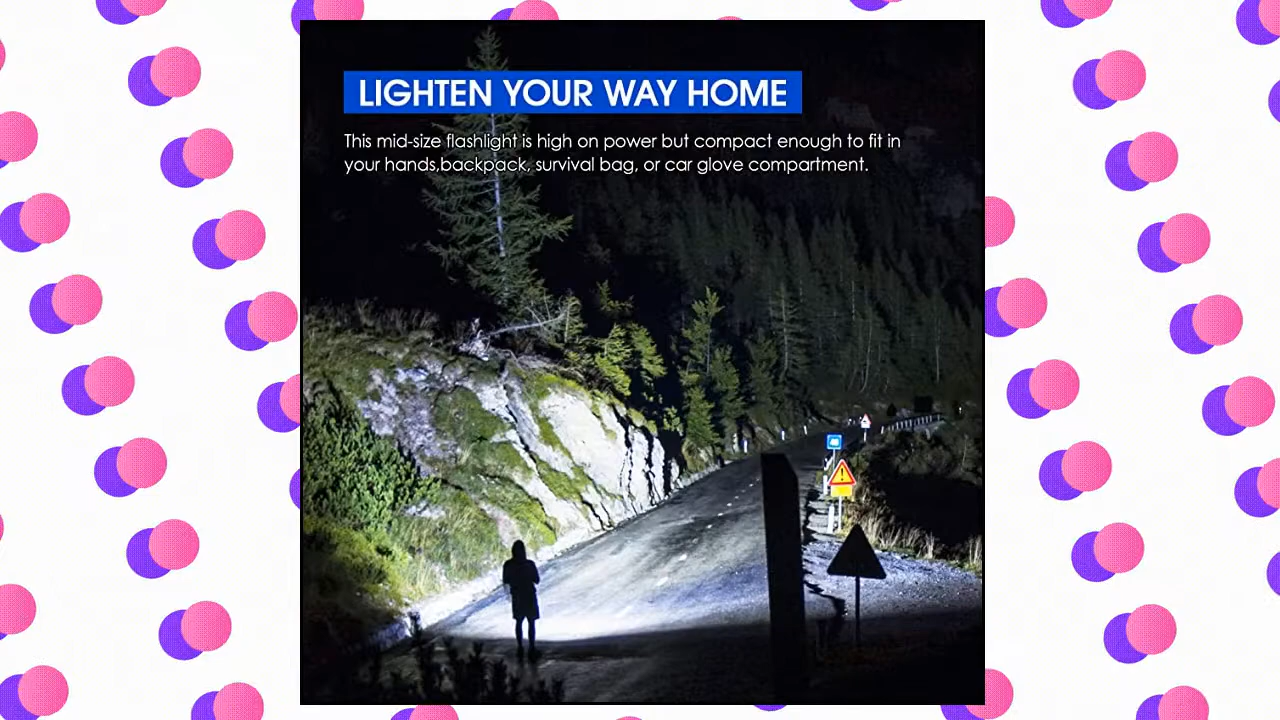 LIGHTEN YOUR WAY HOME
This mid-size flashlight is high on power but compact enough to fit in
your hands,backpack, survival bag, or car glove compartment.